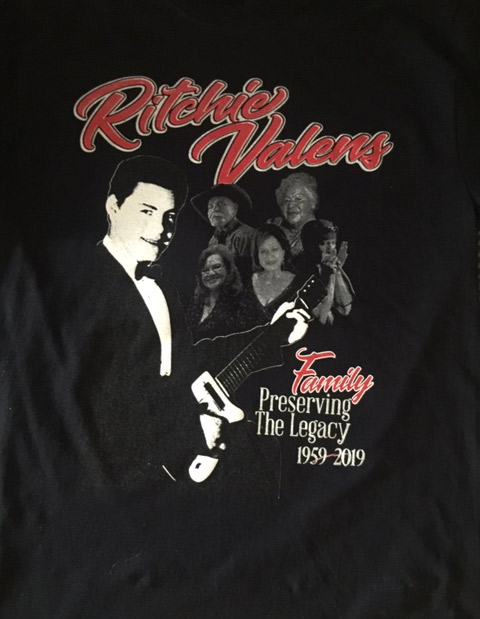 Ritchie
Valens
Family
Preserving
The Legacy
1959-2019